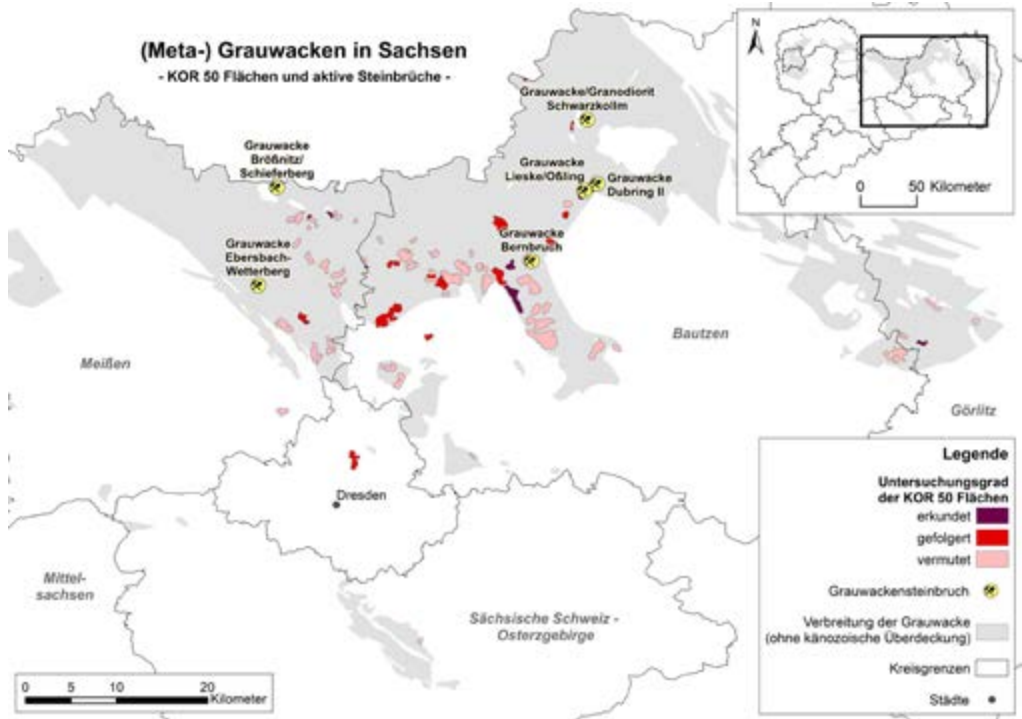 (Meta-) Grauwacken in Sachsen
- KOR 50 Flächen und aktive Steinbrüche -
N
0 50 Kilometer
Grauwacke/Granodiorit
Schwarzkollm
Grauwacke
Brößnitz/
Schieferberg
Grauwacke
Lieske/Oßling
Grauwacke
Dubring II
Grauwacke
Bernbruch
Grauwacke
Ebersbach-
Wetterberg
Bautzen
Meißen
Görlitz
Dresden
Mittel-
sachsen
Sächsische Schweiz -
Osterzgebirge
Legende
Untersuchungsgrad
der KOR 50 Flächen
erkundet
gefolgert
vermutet
Grauwackensteinbruch
Verbreitung der Grauwacke
(ohne känozoische Überdeckung)
Kreisgrenzen
Städte
0 5 10 20
Kilometer